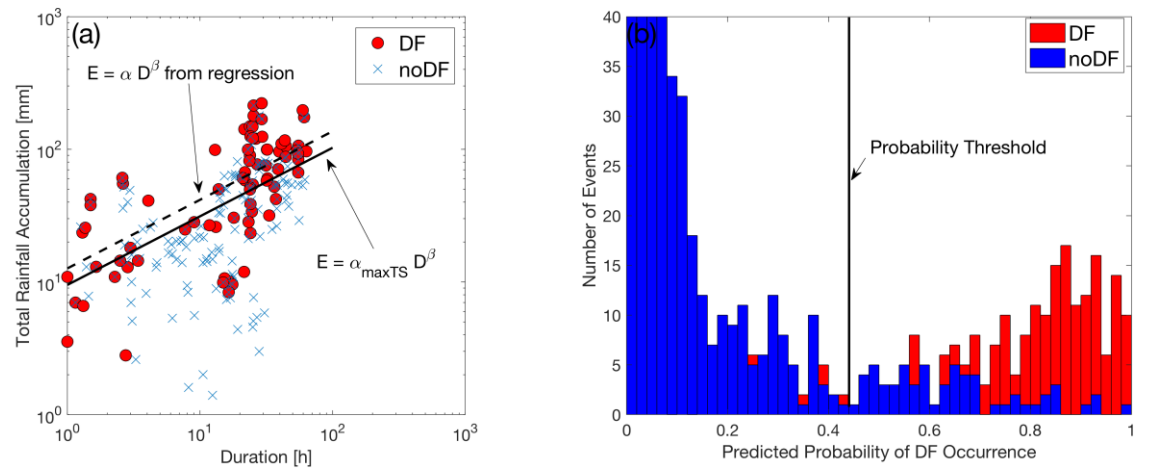 (a)
DF
noDF
E = α D^β from regression
E = α_maxTS D^β
10^3
10^2
10^1
10^0
10^0
10^1
10^2
10^3
Total Rainfall Accumulation [mm]
Duration [h]
(b)
DF
noDF
Probability Threshold
40
35
30
25
20
15
10
5
0
0
0.2
0.4
0.6
0.8
1
Number of Events
Predicted Probability of DF Occurrence